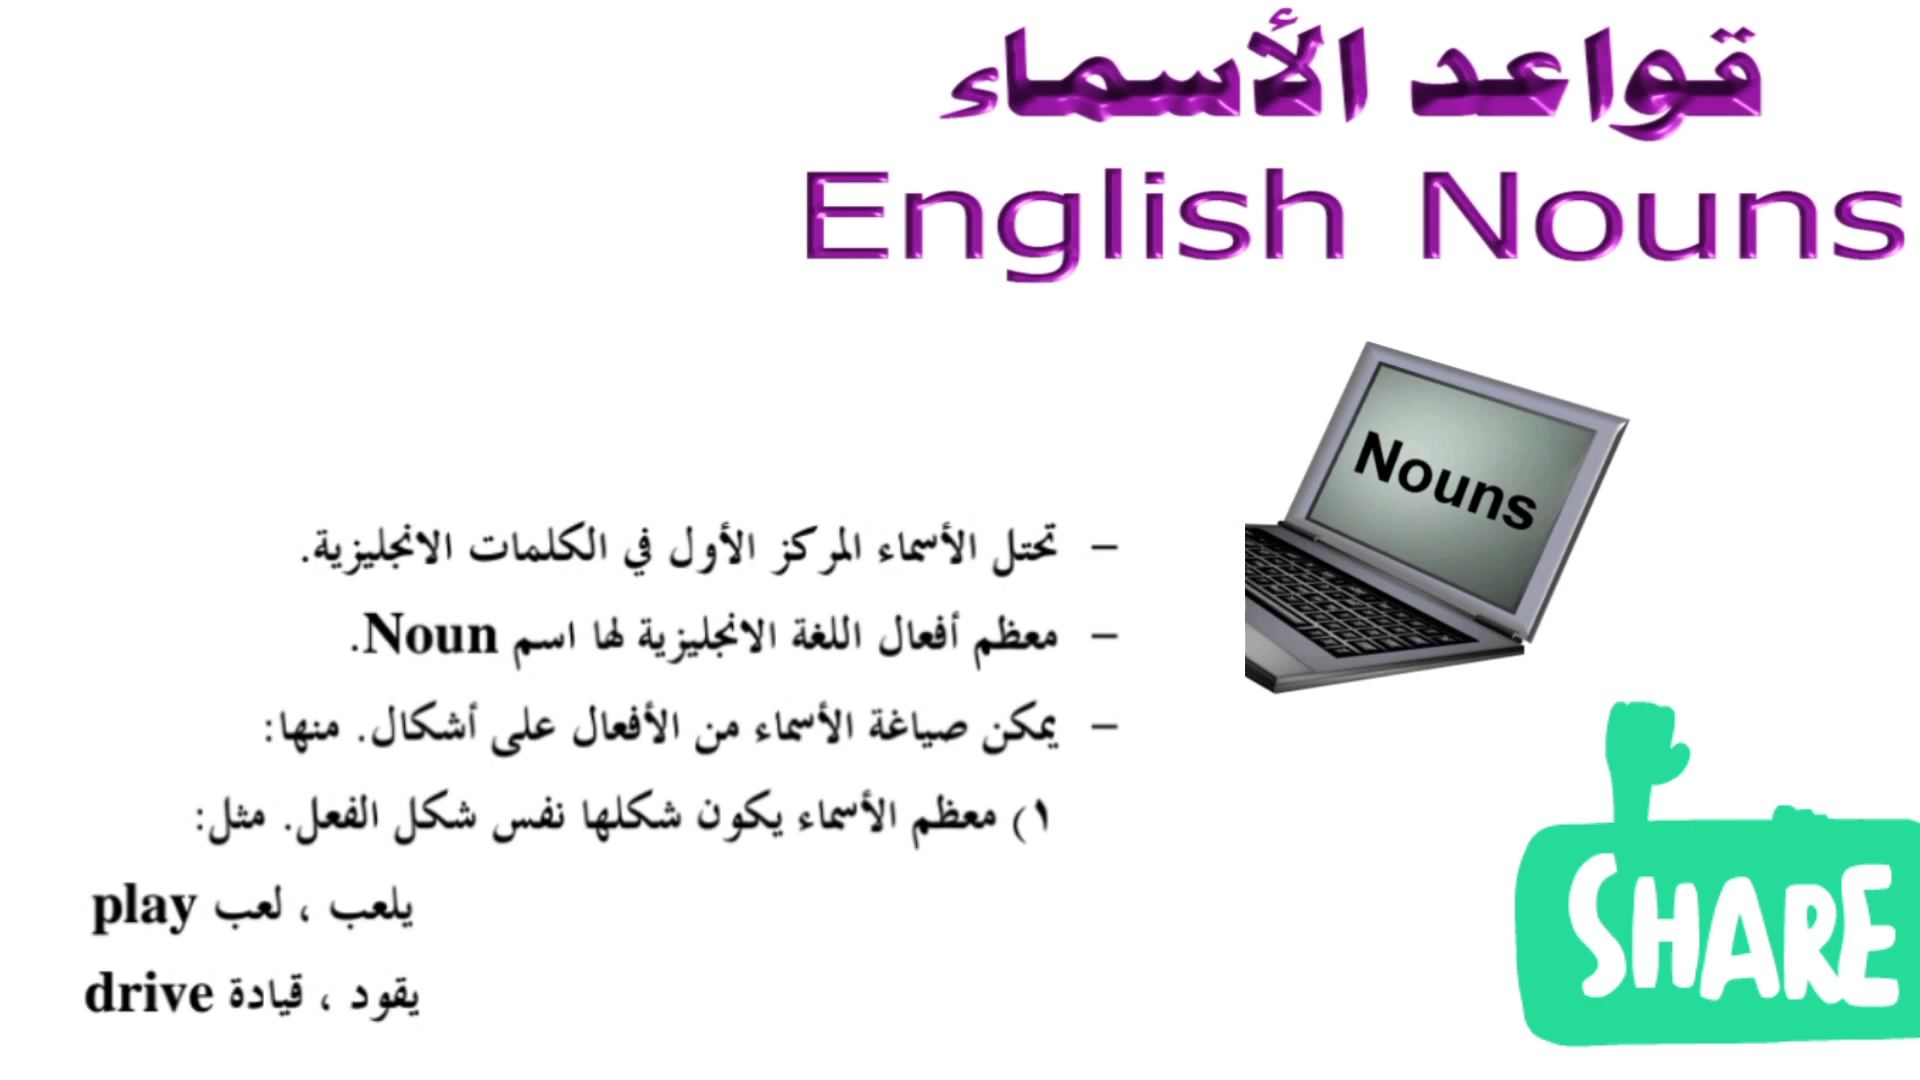 قواعد الأسماء
English Nouns
Nouns
– تحتل الأسماء المركز الأول في الكلمات الانجليزية.
– معظم أفعال اللغة الانجليزية لها اسم Noun.
– يمكن صياغة الأسماء من الأفعال على أشكال. منها:
١) معظم الأسماء يكون شكلها نفس شكل الفعل. مثل:
يلعب ، لعب play
يقود ، قيادة drive
SHARE